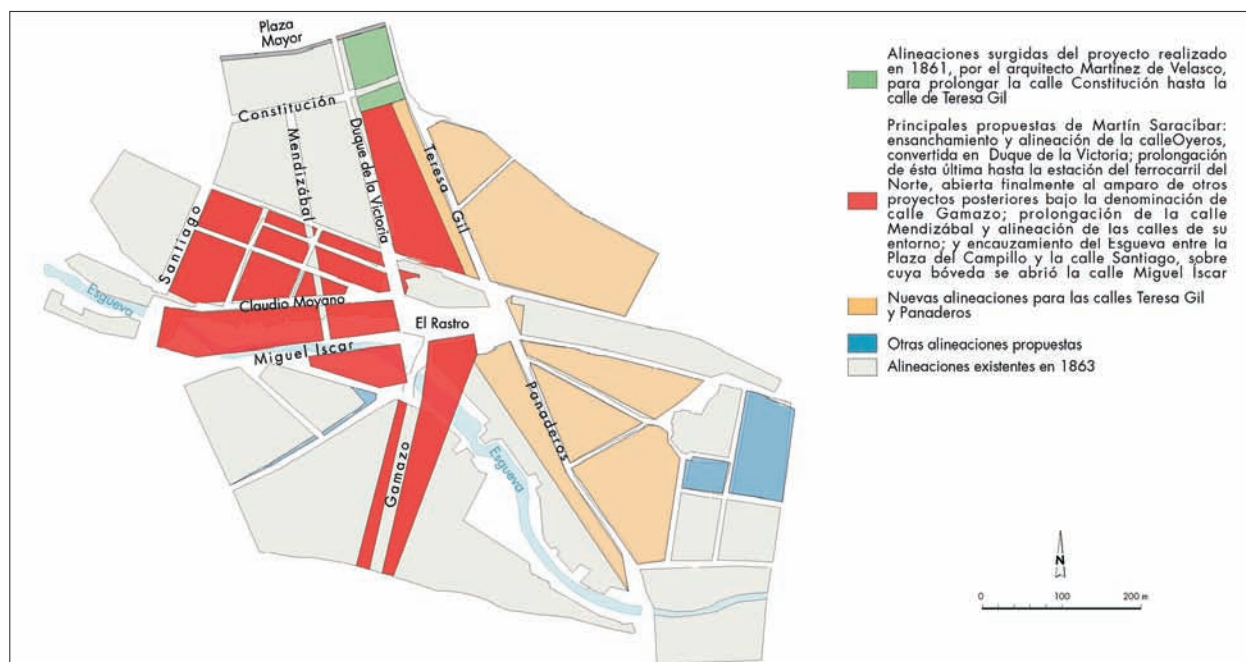 Plaza
Mayor
Constitución
Mendizábal
Duque de la Victoria
Teresa Gil
Santiago
Esgueva
Claudio Moyano
El Rastro
Miguel Iscar
Panaderos
Gamazo
Esgueva
Alineaciones surgidas del proyecto realizado
en 1861, por el arquitecto Martínez de Velasco,
para prolongar la calle Constitución hasta la
calle de Teresa Gil
Principales propuestas de Martín Saracíbar:
ensanchamiento y alineación de la calleOyeros,
convertida en Duque de la Victoria; prolongación
de ésta última hasta la estación del ferrocarril del
Norte, abierta finalmente al amparo de otros
proyectos posteriores bajo la denominación de
calle Gamazo; prolongación de la calle
Mendizábal y alineación de las calles de su
entorno; y encauzamiento del Esgueva entre la
Plaza del Campillo y la calle Santiago, sobre
cuya bóveda se abrió la calle Miguel Íscar
Nuevas alineaciones para las calles Teresa Gil
y Panaderos
Otras alineaciones propuestas
Alineaciones existentes en 1863
N
0 100 200 m